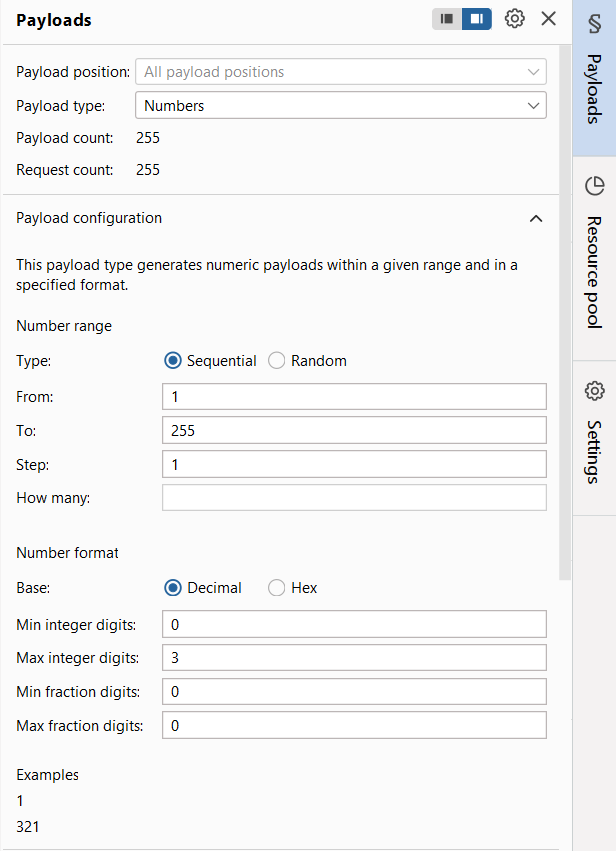 Payloads
Payload position: All payload positions
Payload type: Numbers
Payload count: 255
Request count: 255
Payload configuration
This payload type generates numeric payloads within a given range and in a
specified format.
Number range
Type: Sequential Random
From: 1
To: 255
Step: 1
How many:
Number format
Base: Decimal Hex
Min integer digits: 0
Max integer digits: 3
Min fraction digits: 0
Max fraction digits: 0
Examples
1
321
§
Payloads
Resource pool
Settings